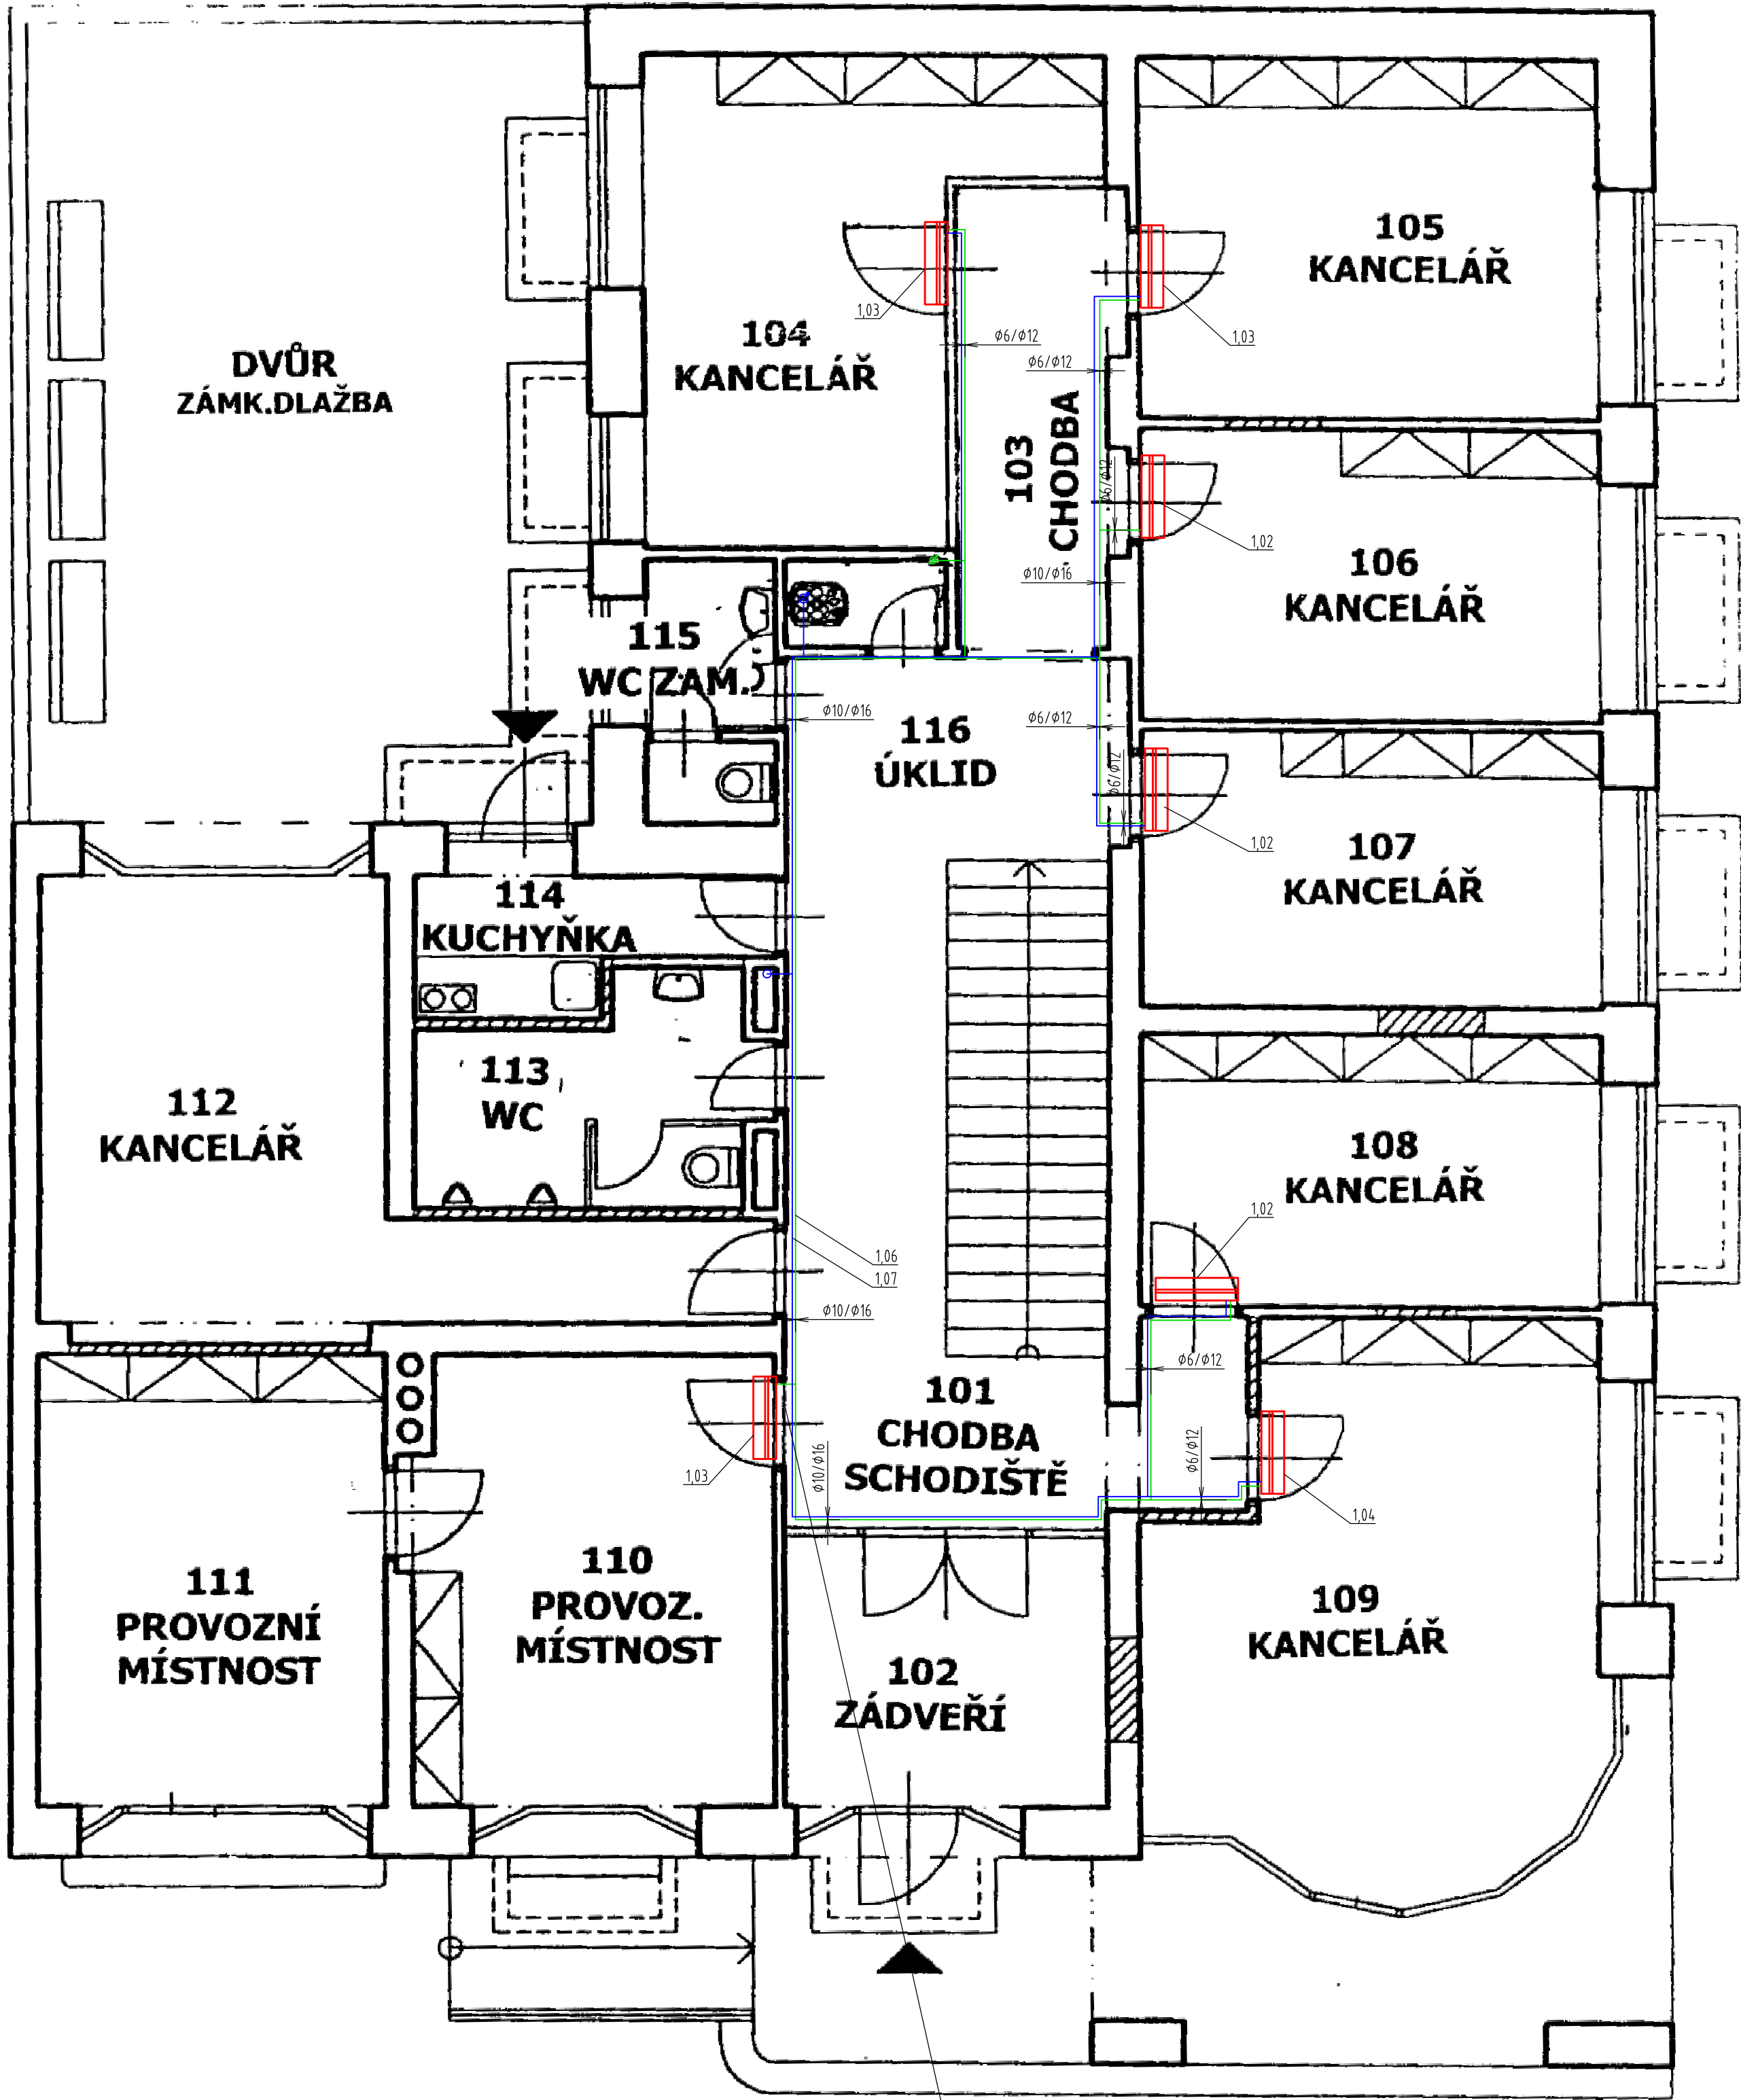 105
KANCELÁŘ
1,03
1,03
104
KANCELÁŘ
φ6/φ12
φ6/φ12
DVŮR
ZÁMK.DLAŽBA
103
CHODBA
φ6/φ12
1,02
φ10/φ16
106
KANCELÁŘ
115
WC ZAM.
φ10/φ16
φ6/φ12
116
ÚKLID
φ6/φ12
1,02
107
KANCELÁŘ
114
KUCHYŇKA
113
WC
112
KANCELÁŘ
108
KANCELÁŘ
1,02
1,06
1,07
φ10/φ16
φ6/φ12
101
CHODBA
SCHODIŠTĚ
1,03
φ10/φ16
φ6/φ12
1,04
111
PROVOZNÍ
MÍSTNOST
110
PROVOZ.
MÍSTNOST
109
KANCELÁŘ
102
ZÁDVEŘÍ